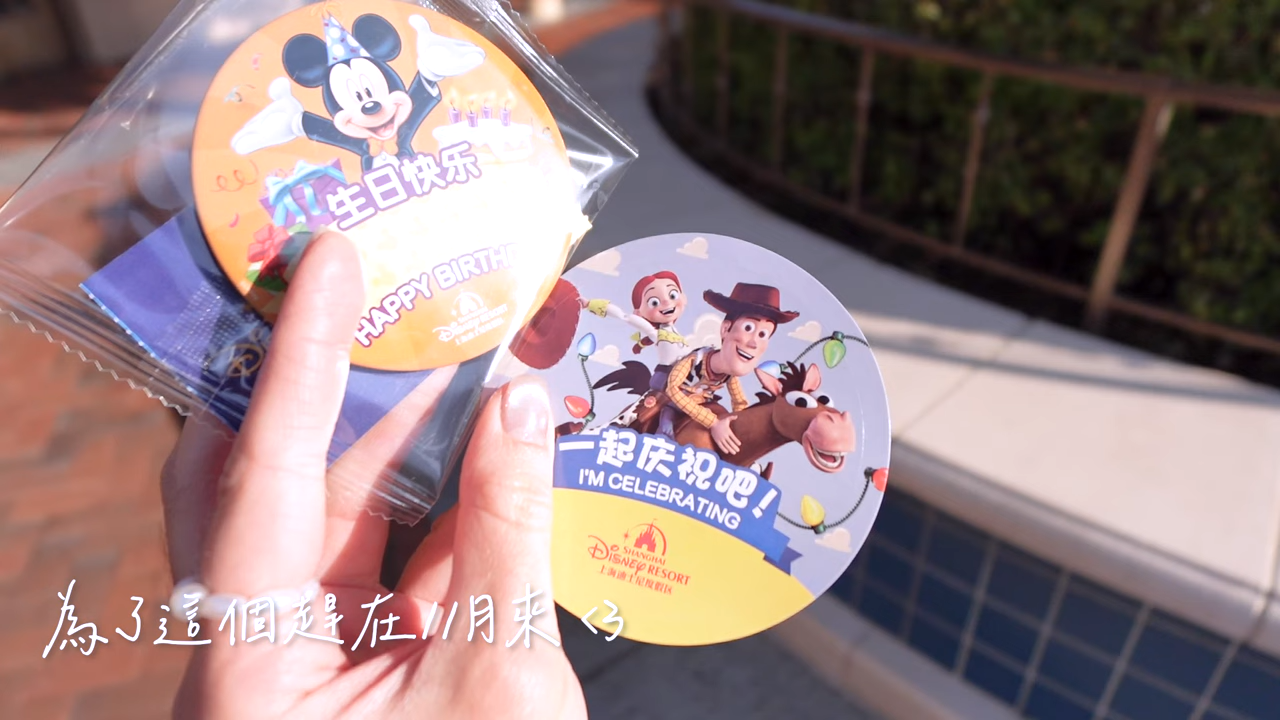 生日快乐
HAPPY BIRTH
一起庆祝吧！
I'M CELEBRATING
SHANGHAI
DISNEY RESORT
上海迪士尼度假区
為了這個趕在11月來 <3